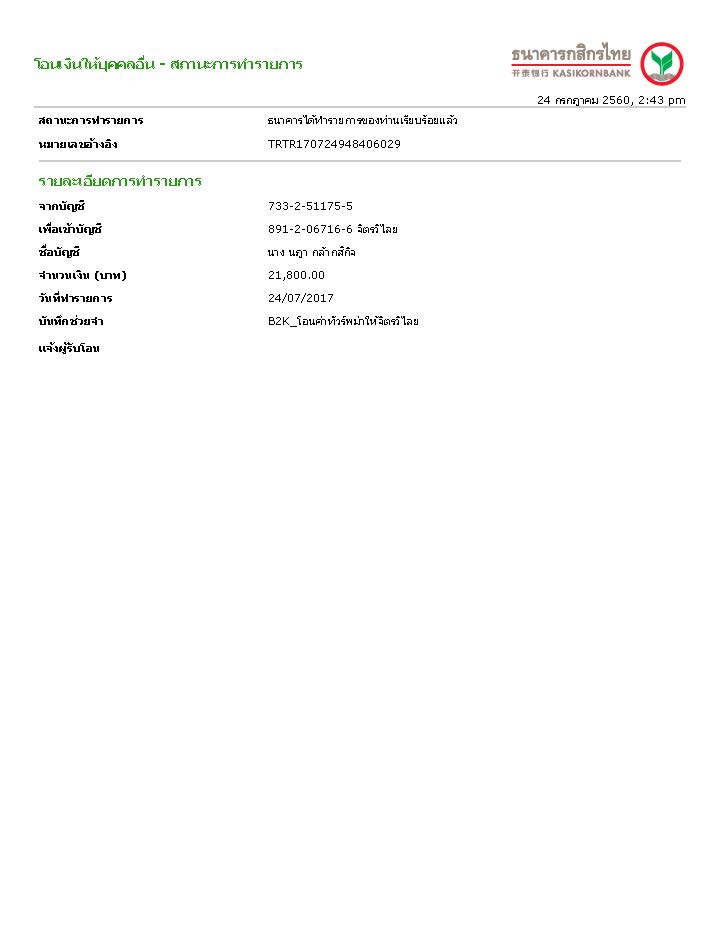 ธนาคารกสิกรไทย
开泰银行 KASIKORNBANK
โอนเงินให้บุคคลอื่น - สถานะการทำรายการ
24 กรกฎาคม 2560, 2:43 pm
สถานะการทำรายการ ธนาคารได้ทำรายการของท่านเรียบร้อยแล้ว
หมายเลขอ้างอิง TRTR170724948406029
รายละเอียดการทำรายการ
จากบัญชี 733-2-51175-5
เพื่อเข้าบัญชี 891-2-06716-6 จิตรวิไลย
ชื่อบัญชี นาง นฎา กล้ากสิกิจ
จำนวนเงิน (บาท) 21,800.00
วันที่ทำรายการ 24/07/2017
บันทึกช่วยจำ B2K_โอนค่าทัวร์พม่าให้จิตรวิไลย
แจ้งผู้รับโอน